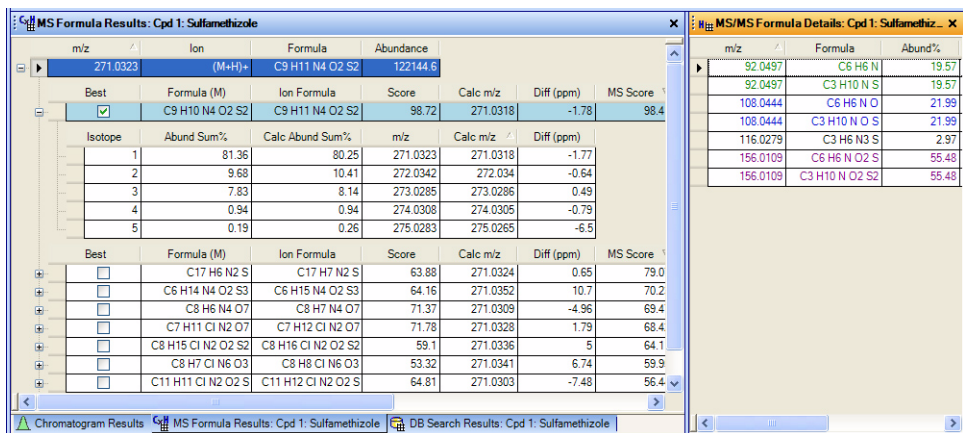 MS Formula Results: Cpd 1: Sulfamethizole
m/z Ion Formula Abundance
271.0323 (M+H)+ C9 H11 N4 O2 S2 122144.6
Best Formula (M) Ion Formula Score Calc m/z Diff (ppm) MS Score
C9 H10 N4 O2 S2 C9 H11 N4 O2 S2 98.72 271.0318 -1.78 98.4
Isotope Abund Sum% Calc Abund Sum% m/z Calc m/z Diff (ppm)
1 81.36 80.25 271.0323 271.0318 -1.77
2 9.68 10.41 272.0342 272.034 -0.64
3 7.83 8.14 273.0285 273.0286 0.49
4 0.94 0.94 274.0308 274.0305 -0.79
5 0.19 0.26 275.0283 275.0265 -6.5
Best Formula (M) Ion Formula Score Calc m/z Diff (ppm) MS Score
C17 H6 N2 S C17 H7 N2 S 63.88 271.0324 0.65 79.0
C6 H14 N4 O2 S3 C6 H15 N4 O2 S3 64.16 271.0352 10.7 70.2
C8 H6 N4 O7 C8 H7 N4 O7 71.37 271.0309 -4.96 69.4
C7 H11 Cl N2 O7 C7 H12 Cl N2 O7 71.78 271.0328 1.79 68.4
C8 H15 Cl N2 O2 S2 C8 H16 Cl N2 O2 S2 59.1 271.0336 5 64.1
C8 H7 Cl N6 O3 C8 H8 Cl N6 O3 53.32 271.0341 6.74 59.9
C11 H11 Cl N2 O2 S C11 H12 Cl N2 O2 S 64.81 271.0303 -7.48 56.4
Chromatogram Results MS Formula Results: Cpd 1: Sulfamethizole DB Search Results: Cpd 1: Sulfamethizole
MS/MS Formula Details: Cpd 1: Sulfamethiz...
m/z Formula Abund%
92.0497 C6 H6 N 19.57
92.0497 C3 H10 N S 19.57
108.0444 C6 H6 N O 21.99
108.0444 C3 H10 N O S 21.99
116.0279 C3 H6 N3 S 2.97
156.0109 C6 H6 N O2 S 55.48
156.0109 C3 H10 N O2 S2 55.48